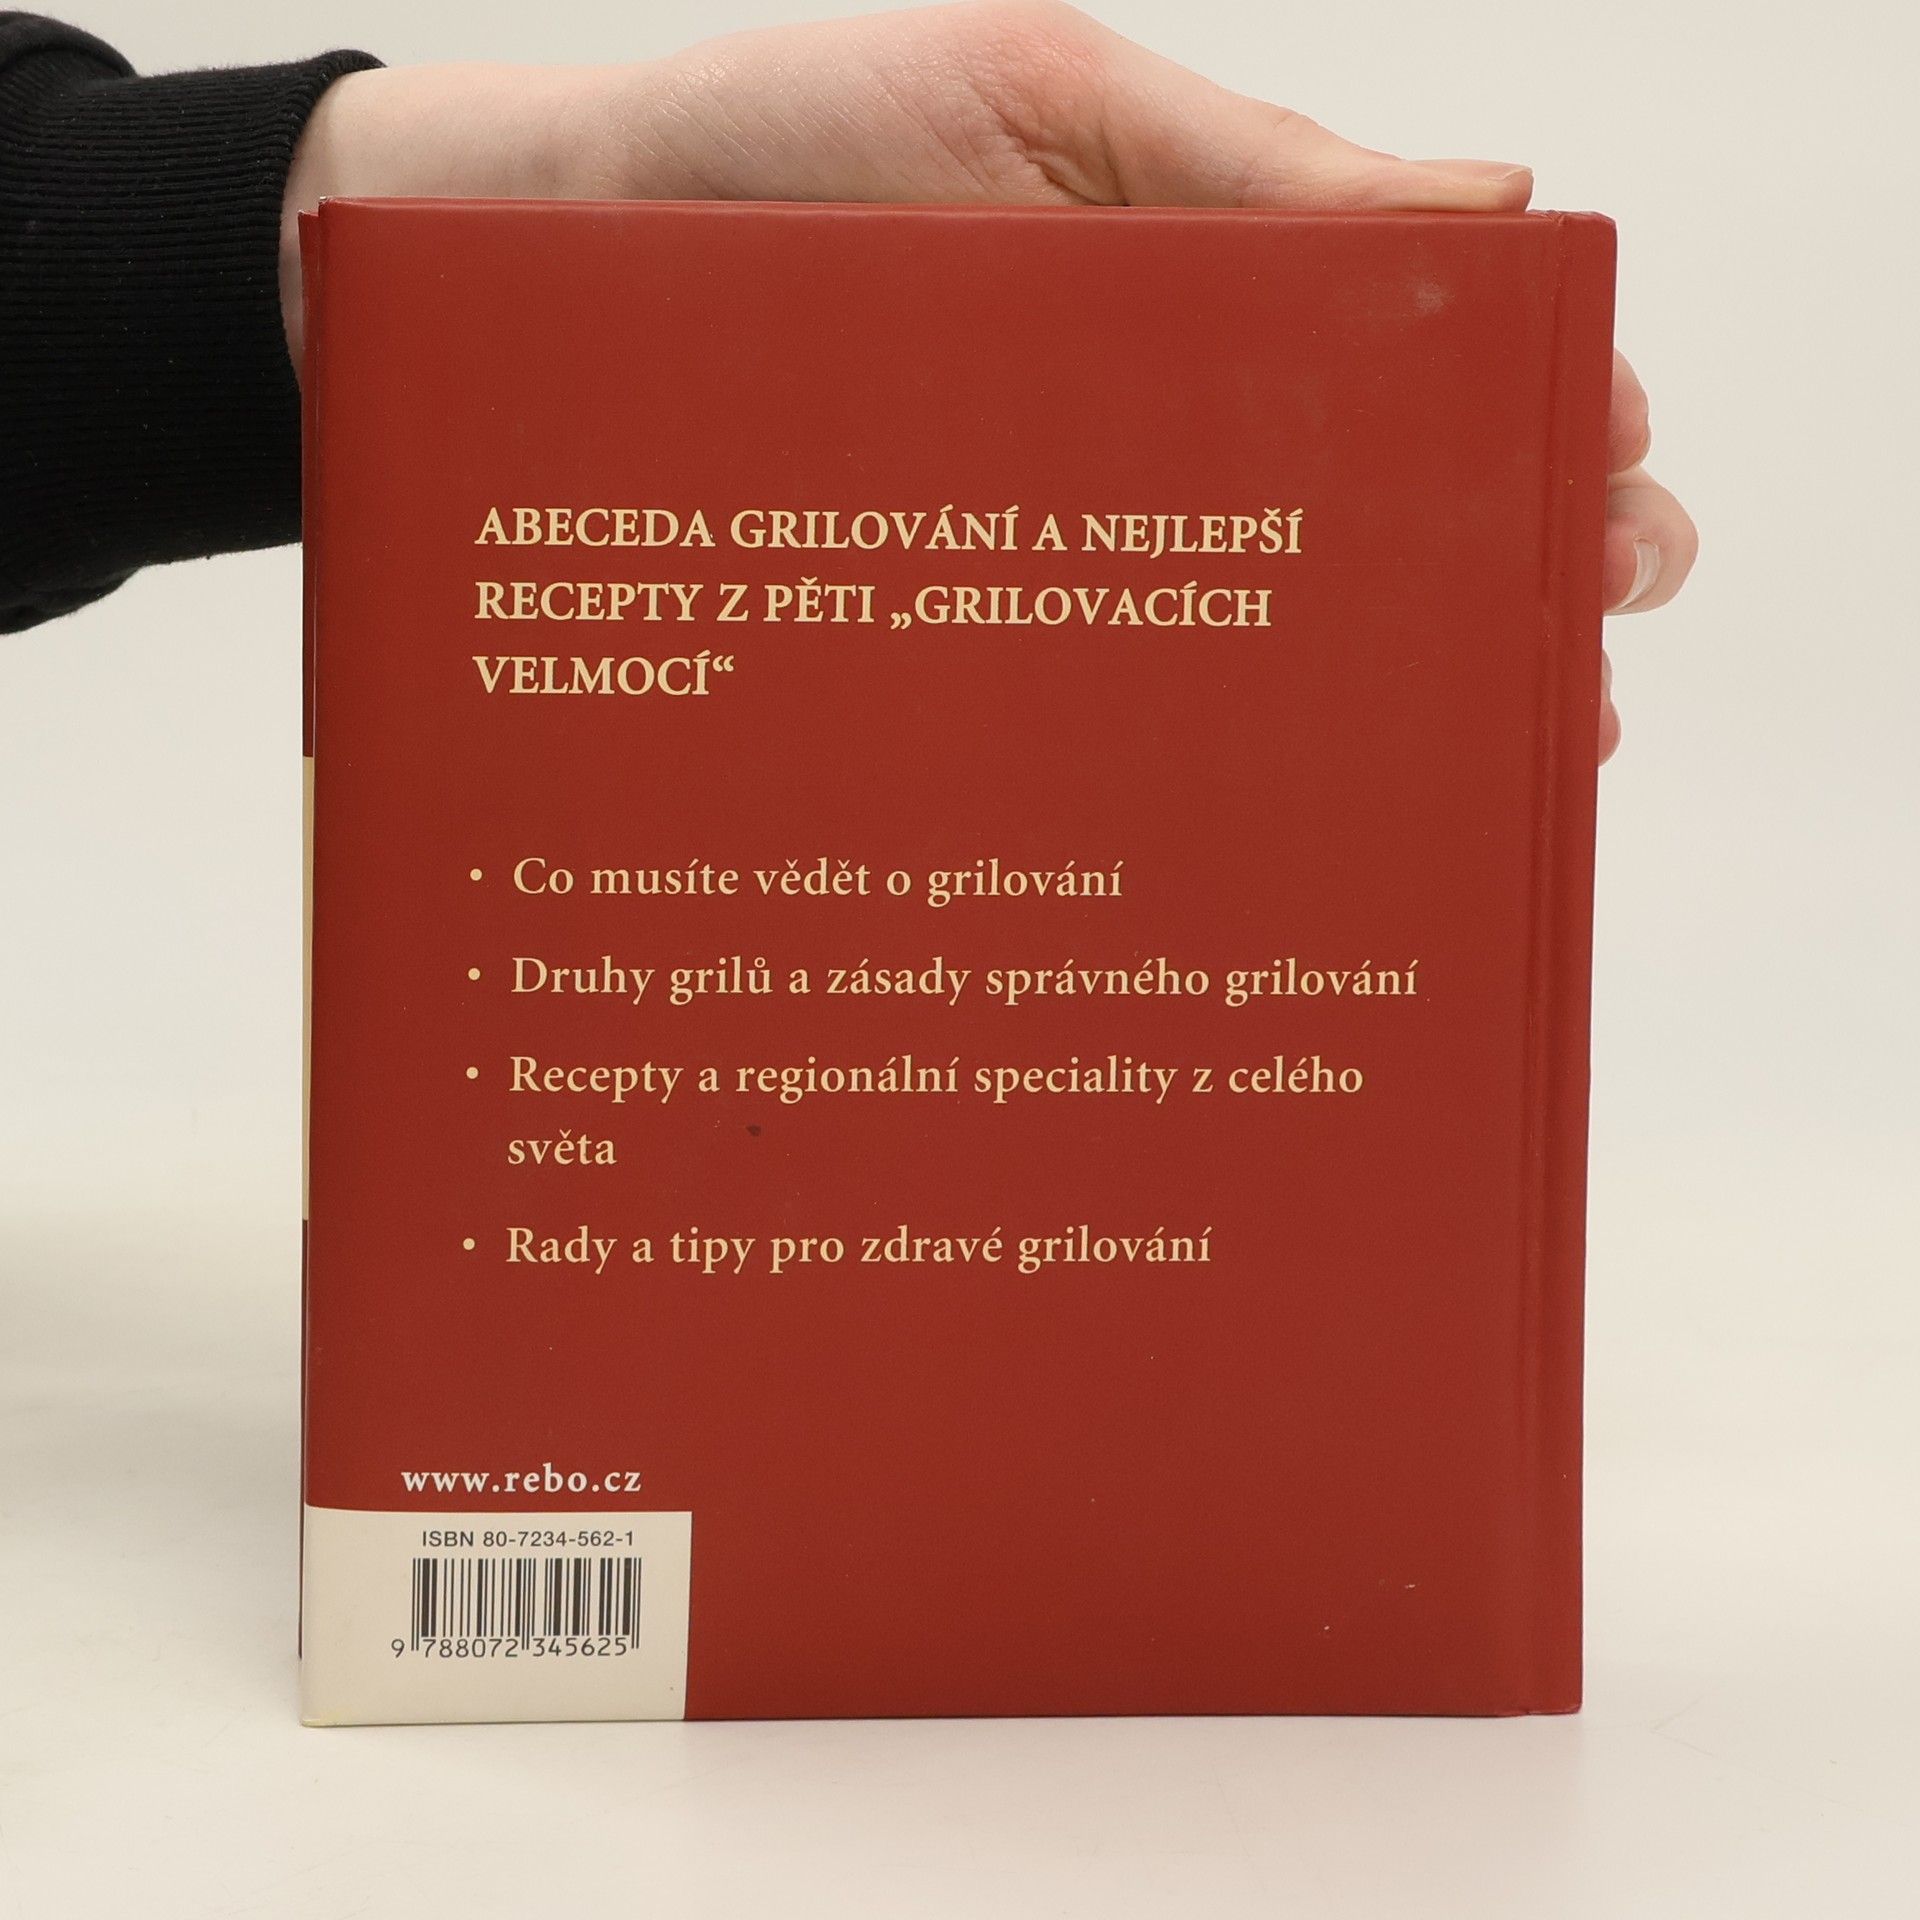 ABECEDA GRILOVÁNÍ A NEJLEPŠÍ
RECEPTY Z PĚTI „GRILOVACÍCH
VELMOCÍ“
• Co musíte vědět o grilování
• Druhy grilů a zásady správného grilování
• Recepty a regionální speciality z celého
světa
• Rady a tipy pro zdravé grilování
www.rebo.cz
ISBN 80-7234-562-1
9 788072 345625